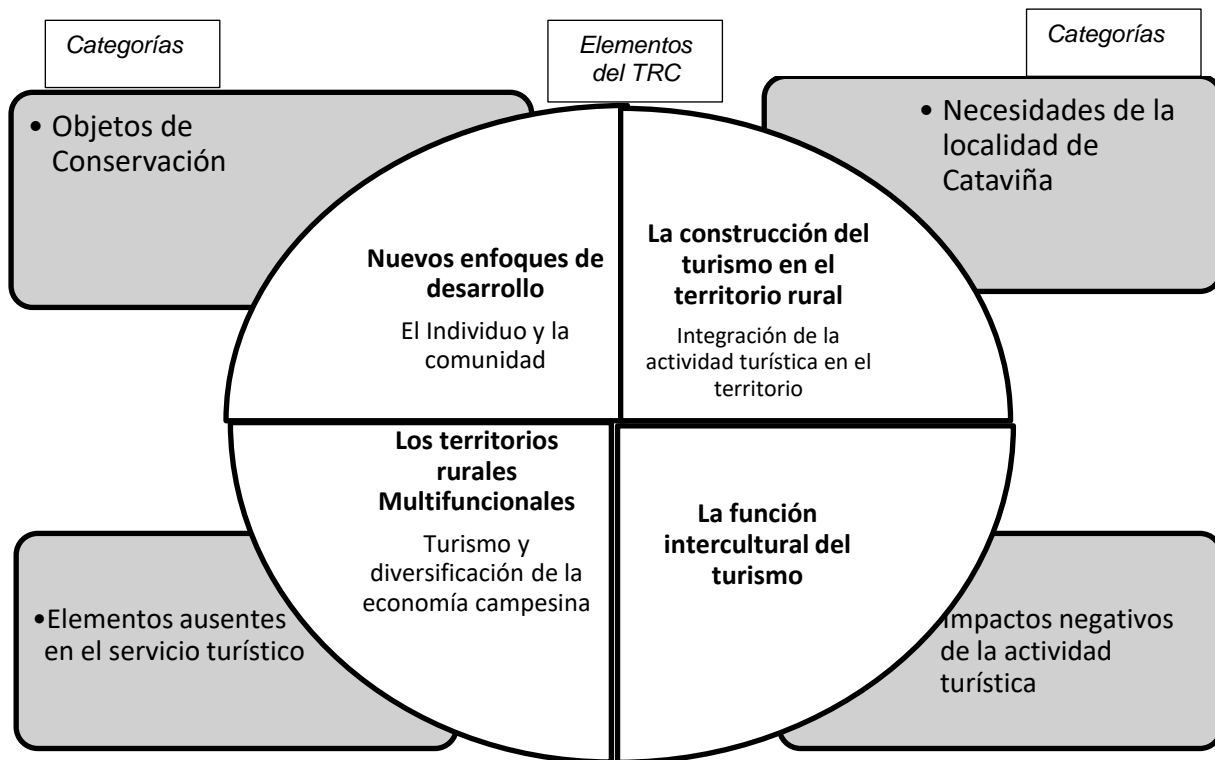 Categorías
Elementos
del TRC
Categorías
• Objetos de
Conservación
• Necesidades de la
localidad de
Cataviña
Nuevos enfoques de
desarrollo
El Individuo y la
comunidad
La construcción del
turismo en el
territorio rural
Integración de la
actividad turística en el
territorio
Los territorios
rurales
Multifuncionales
Turismo y
diversificación de la
economía campesina
La función
intercultural del
turismo
•Elementos ausentes
en el servicio turístico
Impactos negativos
de la actividad
turística